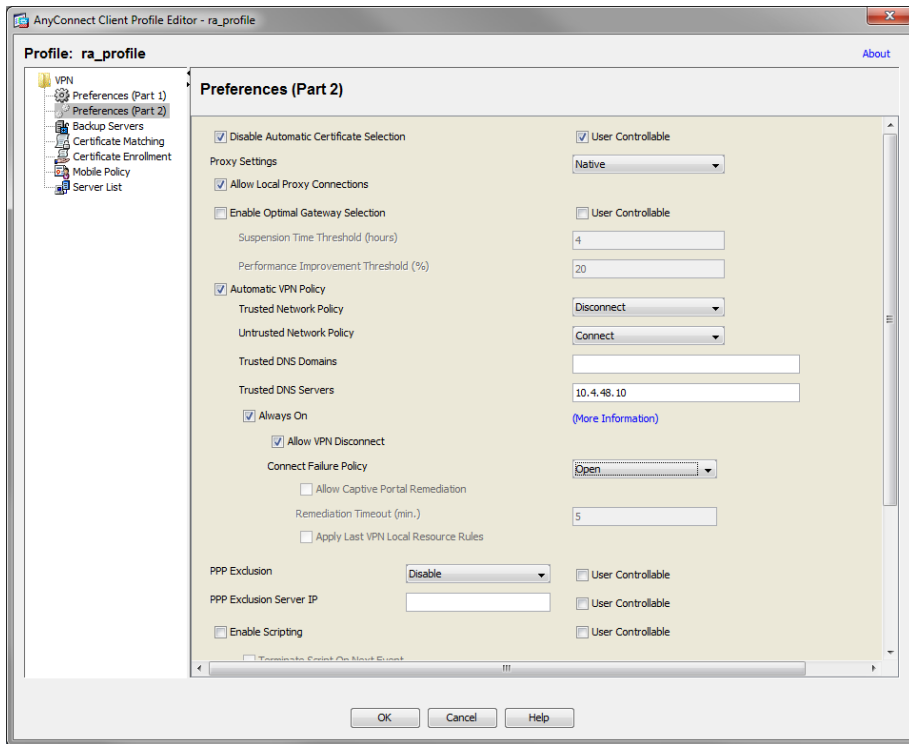 AnyConnect Client Profile Editor - ra_profile
Profile: ra_profile
About
VPN
Preferences (Part 1)
Preferences (Part 2)
Backup Servers
Certificate Matching
Certificate Enrollment
Mobile Policy
Server List
Preferences (Part 2)
Disable Automatic Certificate Selection
User Controllable
Proxy Settings
Native
Allow Local Proxy Connections
Enable Optimal Gateway Selection
User Controllable
Suspension Time Threshold (hours)
4
Performance Improvement Threshold (%)
20
Automatic VPN Policy
Trusted Network Policy
Disconnect
Untrusted Network Policy
Connect
Trusted DNS Domains
Trusted DNS Servers
10.4.48.10
Always On
(More Information)
Allow VPN Disconnect
Connect Failure Policy
Open
Allow Captive Portal Remediation
Remediation Timeout (min.)
5
Apply Last VPN Local Resource Rules
PPP Exclusion
Disable
User Controllable
PPP Exclusion Server IP
User Controllable
Enable Scripting
User Controllable
Terminate Script On Next Event
OK
Cancel
Help